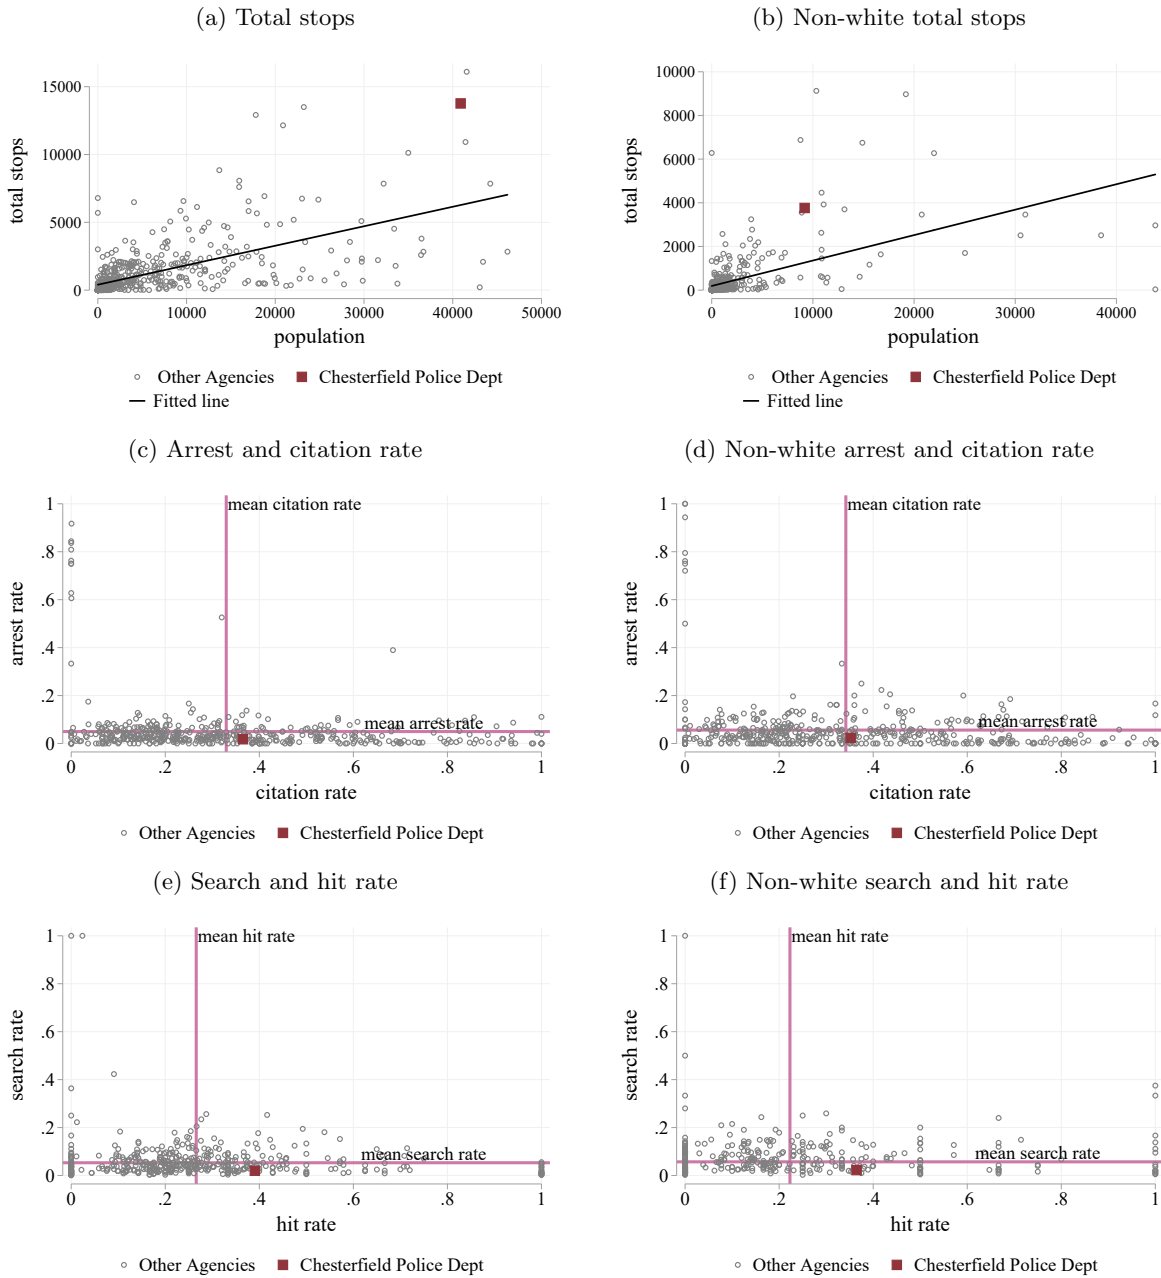 (a) Total stops
(b) Non-white total stops
total stops
15000
10000
5000
0
0 10000 20000 30000 40000 50000
population
Other Agencies Chesterfield Police Dept
Fitted line
total stops
10000
8000
6000
4000
2000
0
0 10000 20000 30000 40000
population
Other Agencies Chesterfield Police Dept
Fitted line
(c) Arrest and citation rate
(d) Non-white arrest and citation rate
arrest rate
1
.8
.6
.4
.2
0
mean citation rate
mean arrest rate
0 .2 .4 .6 .8 1
citation rate
Other Agencies Chesterfield Police Dept
arrest rate
1
.8
.6
.4
.2
0
mean citation rate
mean arrest rate
0 .2 .4 .6 .8 1
citation rate
Other Agencies Chesterfield Police Dept
(e) Search and hit rate
(f) Non-white search and hit rate
search rate
1
.8
.6
.4
.2
0
mean hit rate
mean search rate
0 .2 .4 .6 .8 1
hit rate
Other Agencies Chesterfield Police Dept
search rate
1
.8
.6
.4
.2
0
mean hit rate
mean search rate
0 .2 .4 .6 .8 1
hit rate
Other Agencies Chesterfield Police Dept